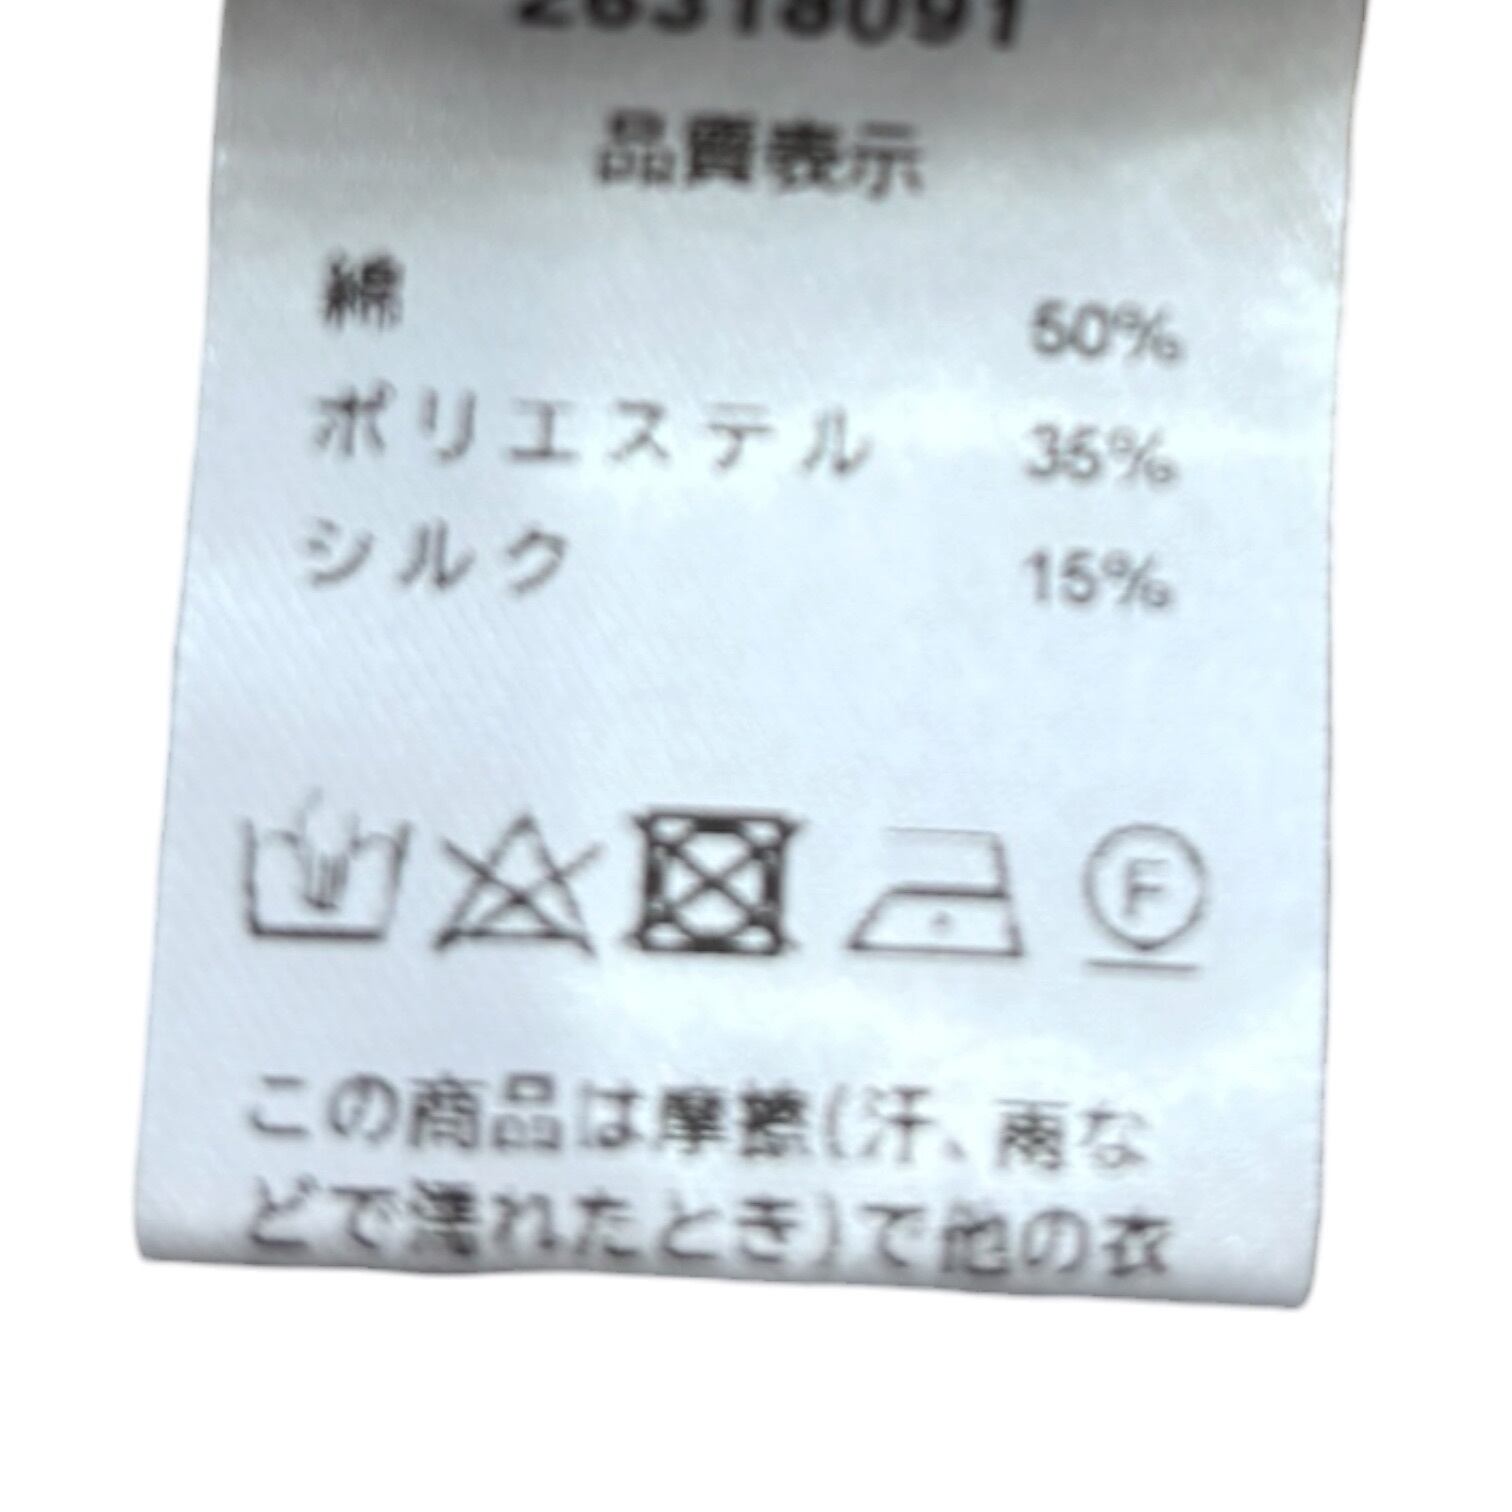 26318091
品質表示
綿 50%
ポリエステル 35%
シルク 15%
F
この商品は摩擦(汗、雨な
どで濡れたとき)で他の衣